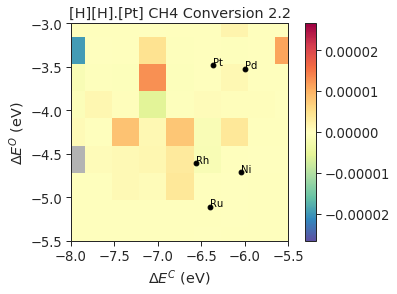 [H][H].[Pt] CH4 Conversion 2.2
−3.0
−3.5
−4.0
−4.5
−5.0
−5.5
ΔE^O (eV)
Pt
Pd
Rh
Ni
Ru
−8.0 −7.5 −7.0 −6.5 −6.0 −5.5
ΔE^C (eV)
0.00002
0.00001
0.00000
−0.00001
−0.00002